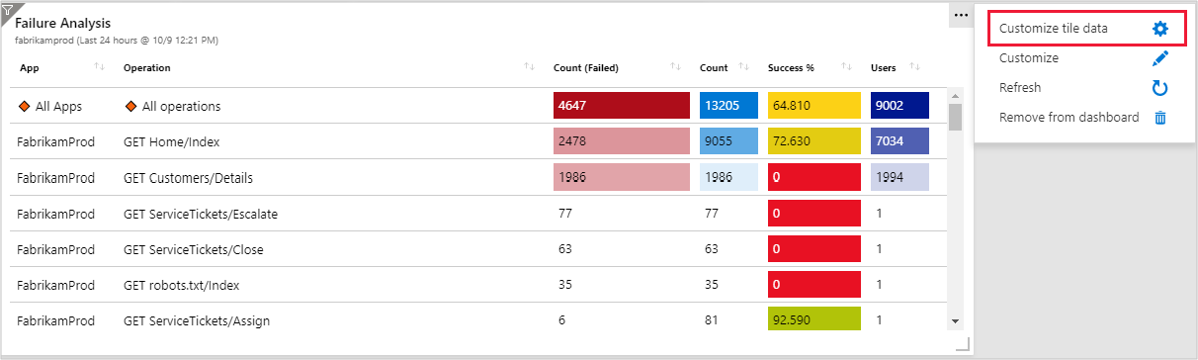 Failure Analysis
fabrikamprod (Last 24 hours @ 10/9 12:21 PM)
App Operation Count (Failed) Count Success % Users
All Apps All operations 4647 13205 64.810 9002
FabrikamProd GET Home/Index 2478 9055 72.630 7034
FabrikamProd GET Customers/Details 1986 1986 0 1994
FabrikamProd GET ServiceTickets/Escalate 77 77 0 1
FabrikamProd GET ServiceTickets/Close 63 63 0 1
FabrikamProd GET robots.txt/Index 35 35 0 1
FabrikamProd GET ServiceTickets/Assign 6 81 92.590 1
Customize tile data
Customize
Refresh
Remove from dashboard